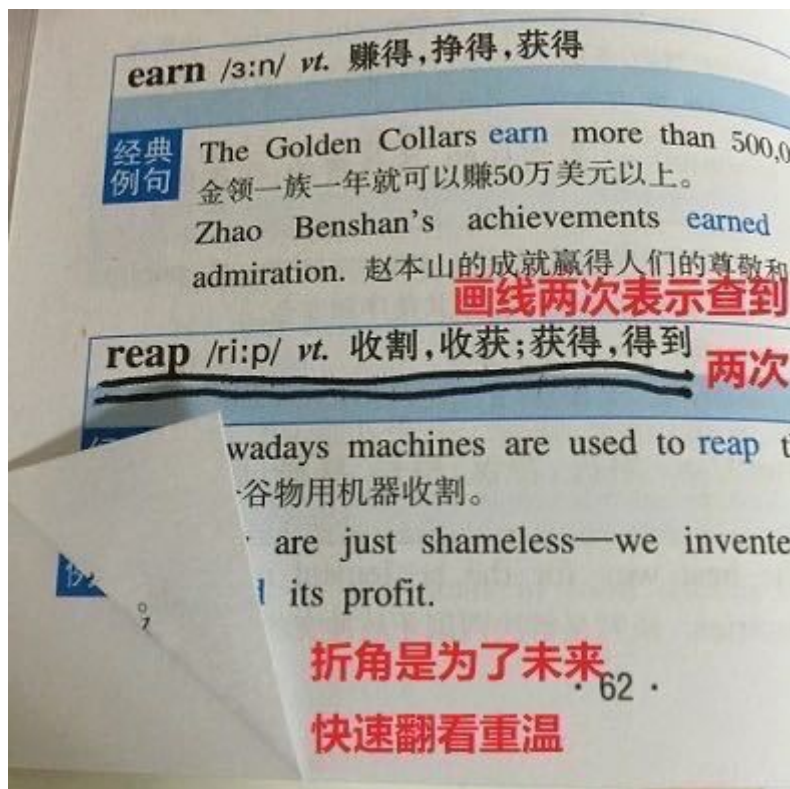 earn /ɜ:n/ vt. 赚得,挣得,获得
经典
例句
The Golden Collars earn more than 500,0
金领一族一年就可以赚50万美元以上。
Zhao Benshan's achievements earned
admiration. 赵本山的成就赢得人们的尊敬和
画线两次表示查到
reap /ri:p/ vt. 收割,收获;获得,得到
两次
wadays machines are used to reap t
谷物用机器收割。
are just shameless—we invente
its profit.
折角是为了未来
· 62 ·
快速翻看重温